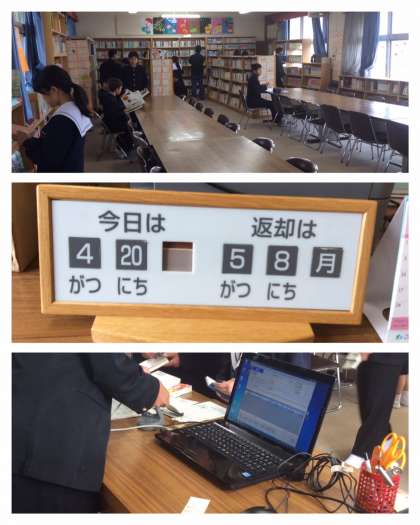 今日は
4 20
がつ にち
返却は
5 8 月
がつ にち